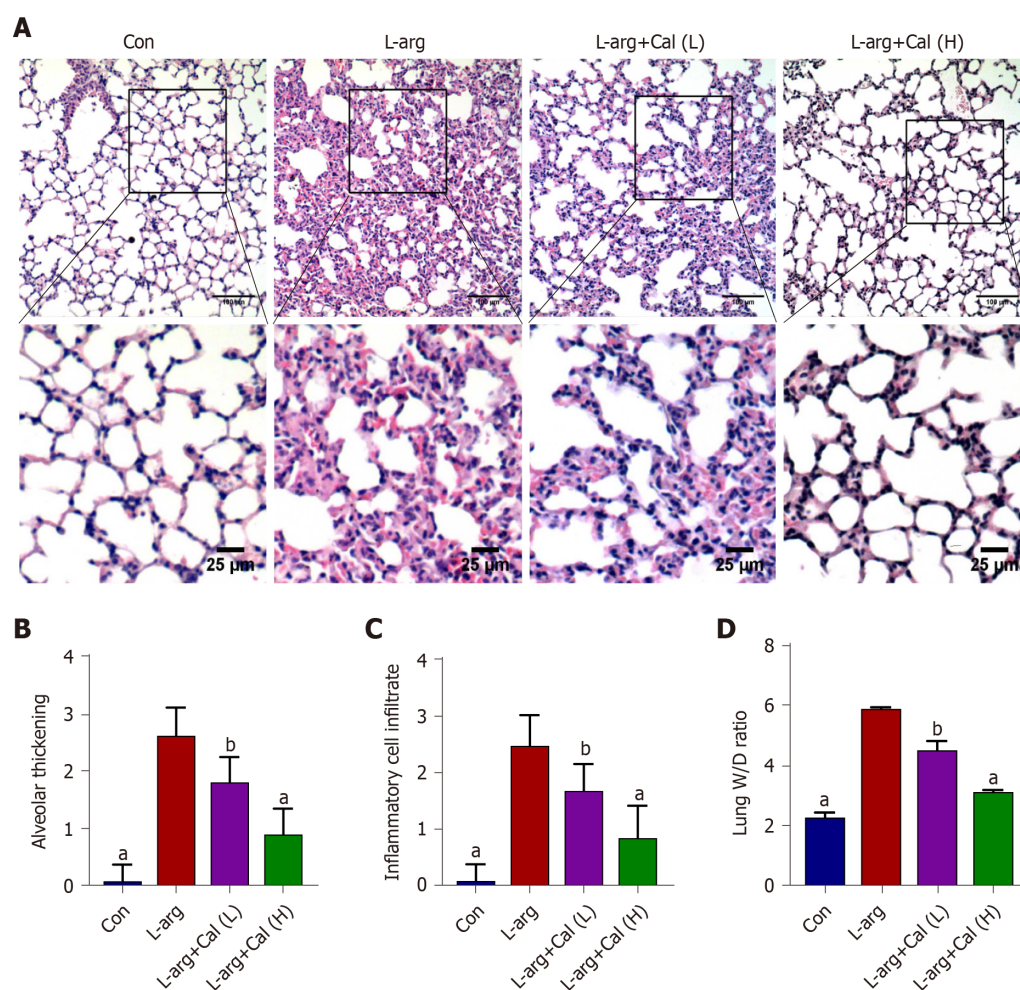 A
Con
L-arg
L-arg+Cal (L)
L-arg+Cal (H)
100 μm
100 μm
100 μm
100 μm
25 μm
25 μm
25 μm
25 μm
B
Alveolar thickening
4
3
2
1
0
a
b
a
Con
L-arg
L-arg+Cal (L)
L-arg+Cal (H)
C
Inflammatory cell infiltrate
4
3
2
1
0
a
b
a
Con
L-arg
L-arg+Cal (L)
L-arg+Cal (H)
D
Lung W/D ratio
8
6
4
2
0
a
b
a
Con
L-arg
L-arg+Cal (L)
L-arg+Cal (H)